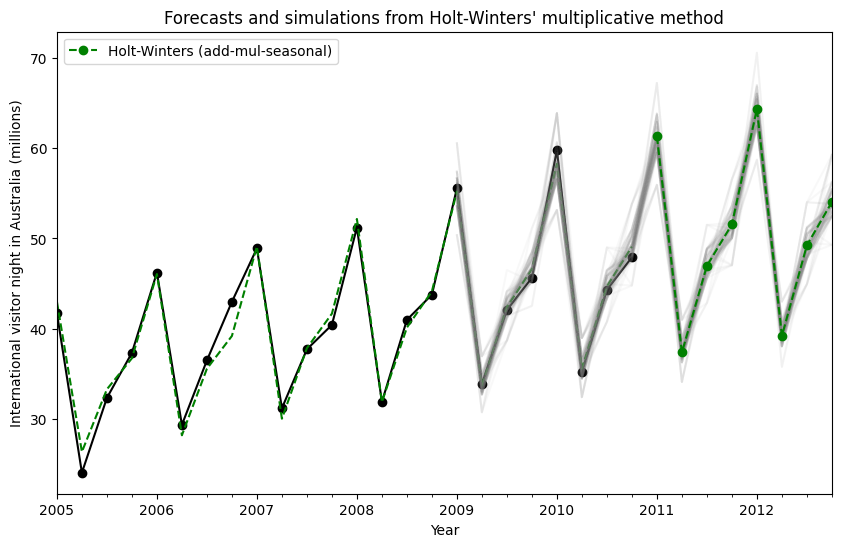 Forecasts and simulations from Holt-Winters' multiplicative method
Holt-Winters (add-mul-seasonal)
International visitor night in Australia (millions)
70
60
50
40
30
2005 2006 2007 2008 2009 2010 2011 2012
Year